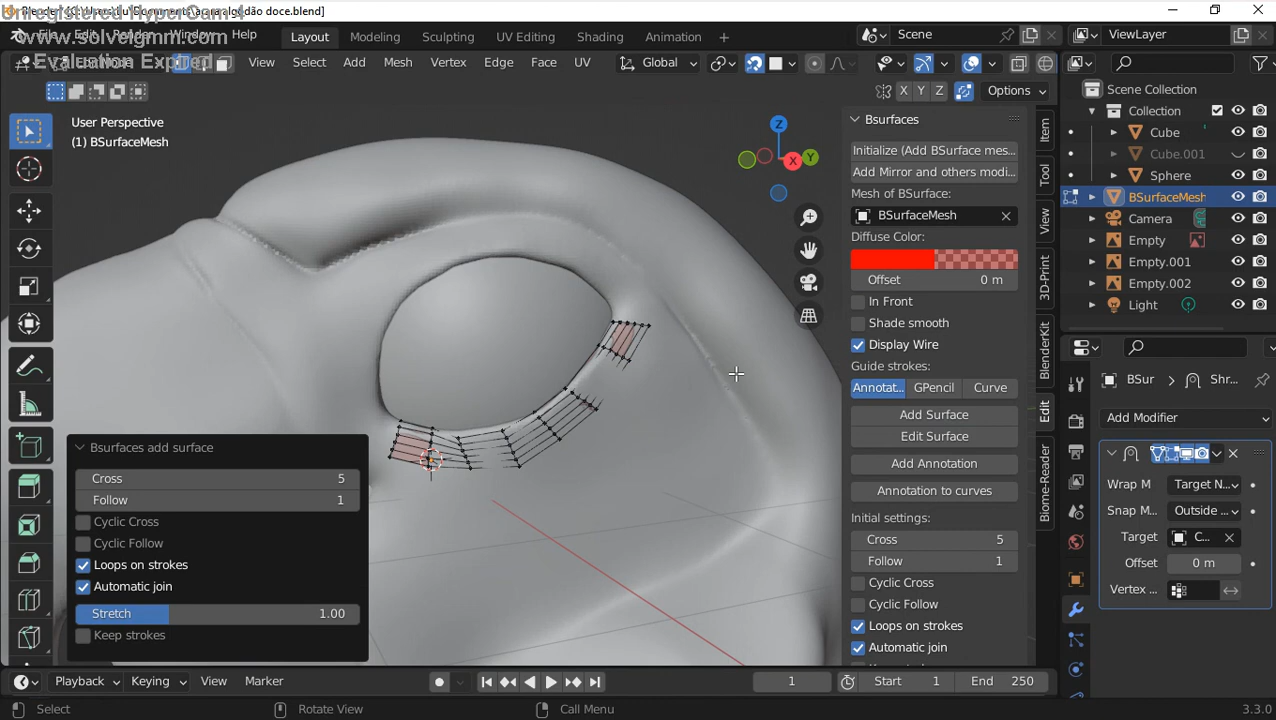 Unregistered HyperCam 4
doce.blend]
www.solveigmm.com
Window Help Layout Modeling Sculpting UV Editing Shading Animation Scene ViewLayer
Evaluation Expired
View Select Add Mesh Vertex Edge Face UV Global
X Y Z Options
User Perspective
(1) BSurfaceMesh
Z
Y
X
Bsurfaces
Initialize (Add BSurface mes...
Add Mirror and others modi...
Mesh of BSurface:
BSurfaceMesh
Diffuse Color:
Offset 0 m
In Front
Shade smooth
Display Wire
Guide strokes:
Annotat... GPencil Curve
Add Surface
Edit Surface
Add Annotation
Annotation to curves
Initial settings:
Cross 5
Follow 1
Cyclic Cross
Cyclic Follow
Loops on strokes
Automatic join
Item
Tool
View
3D-Print
BlenderKit
Edit
Biome-Reader
Scene Collection
Collection
Cube
Cube.001
Sphere
BSurfaceMesh
Camera
Empty
Empty.001
Empty.002
Light
BSur Shr
Add Modifier
Wrap M Target N...
Snap M... Outside ...
Target C...
Offset 0 m
Vertex ...
Bsurfaces add surface
Cross 5
Follow 1
Cyclic Cross
Cyclic Follow
Loops on strokes
Automatic join
Stretch 1.00
Keep strokes
Playback Keying View Marker 1 Start 1 End 250
Select Rotate View Call Menu 3.3.0